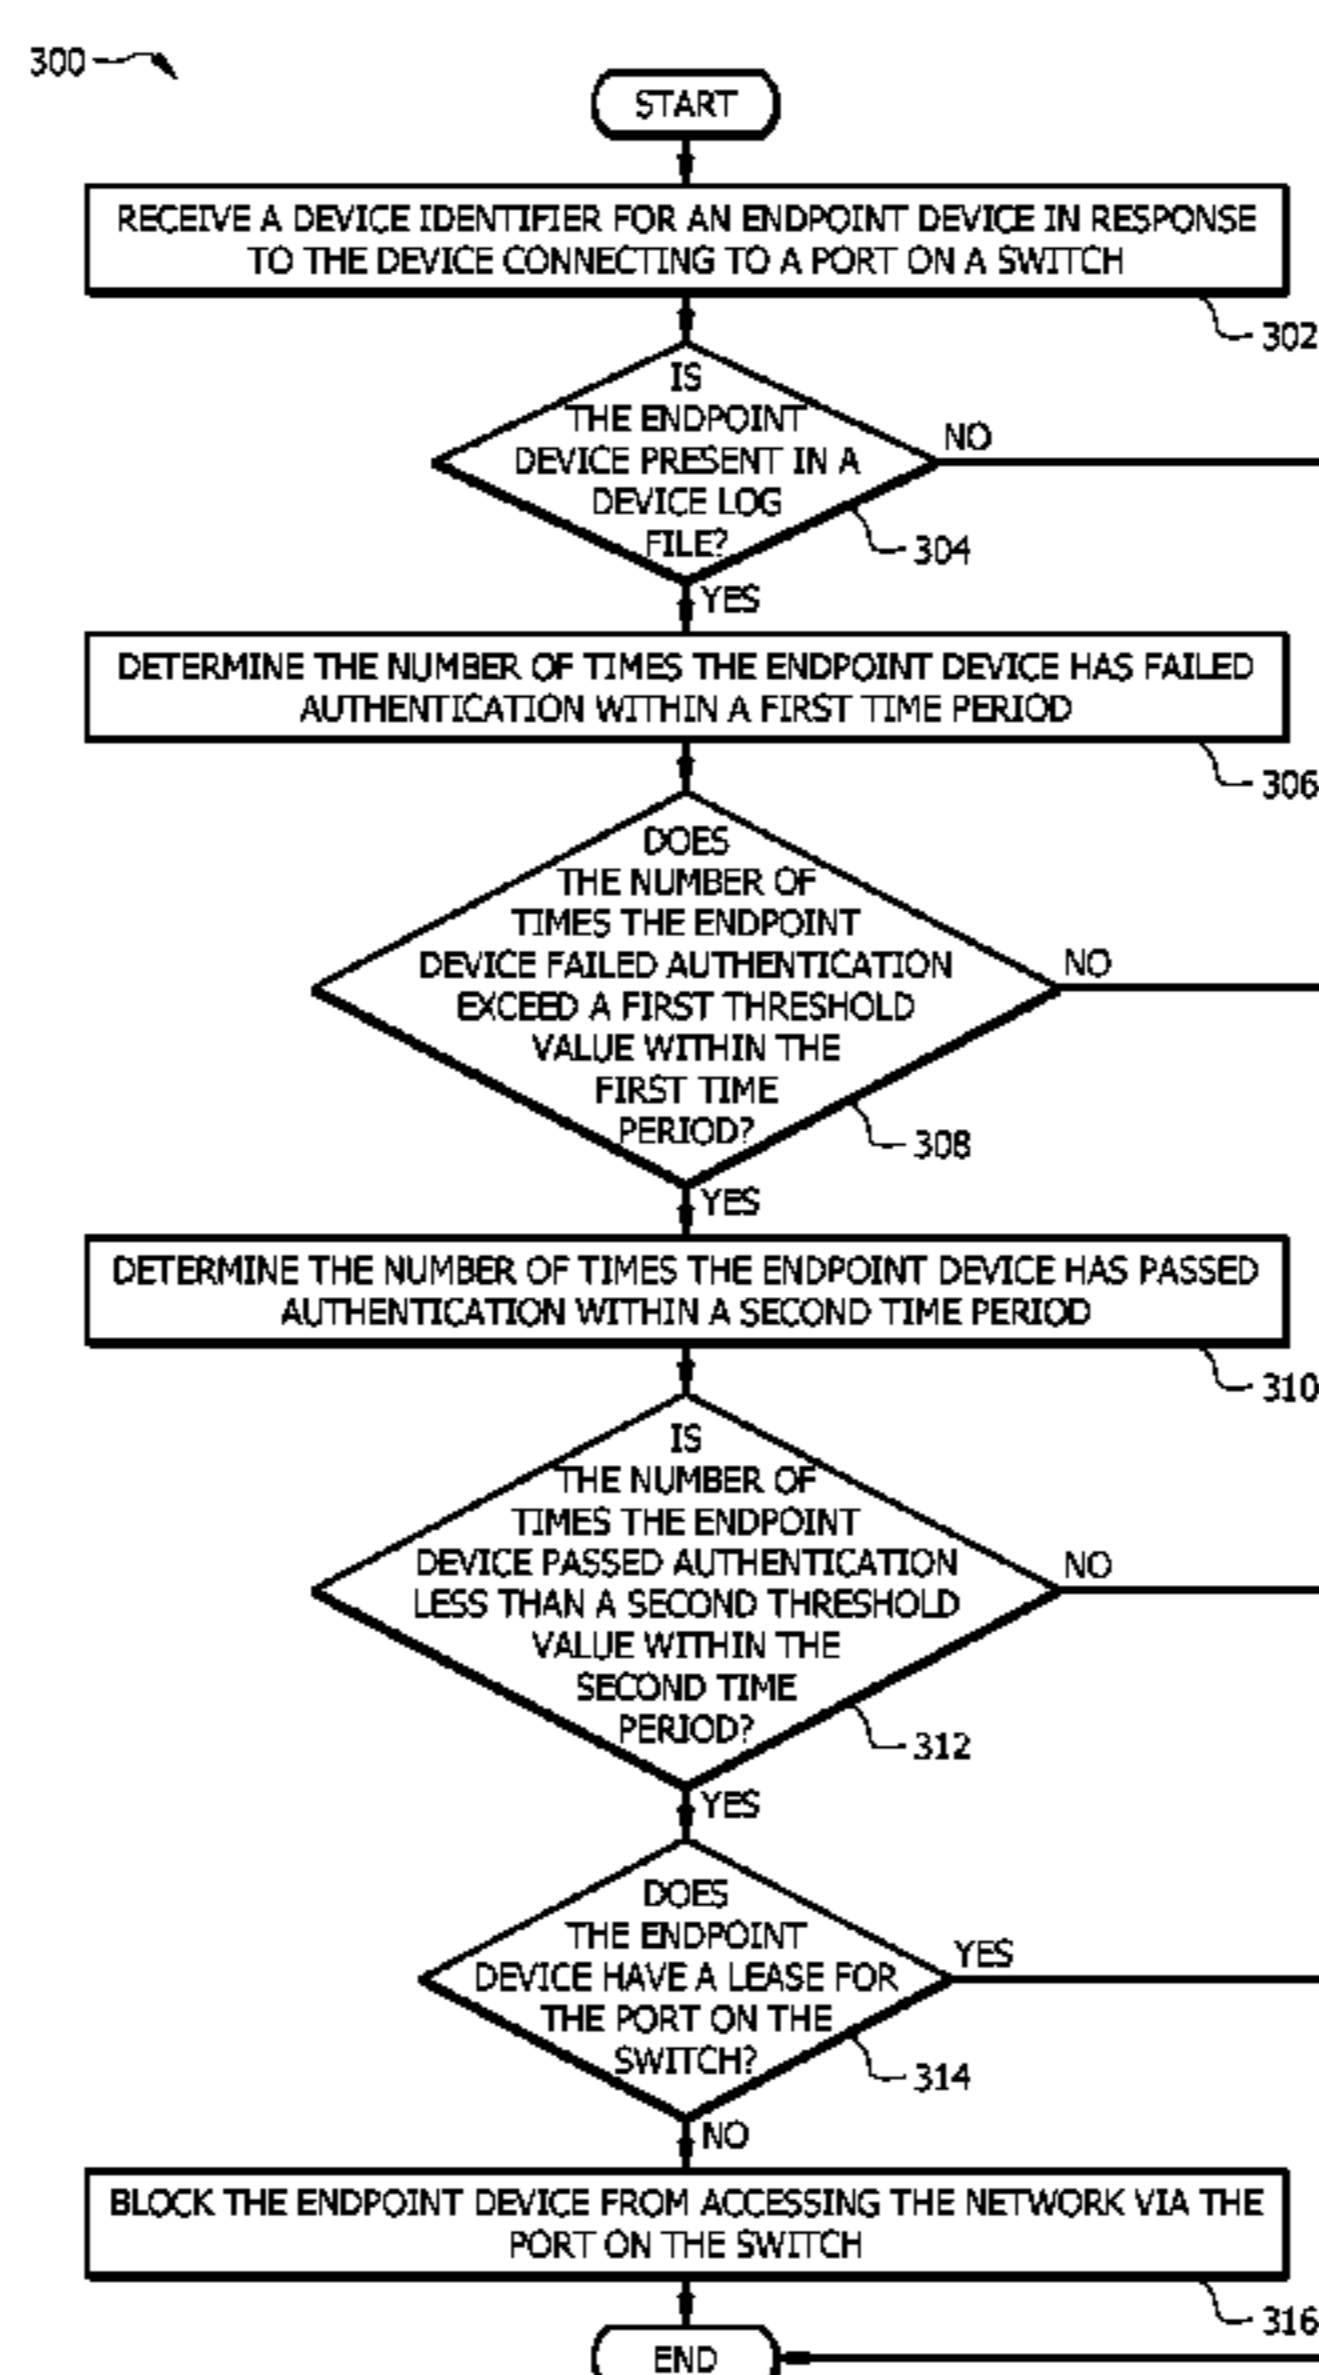 300
START
RECEIVE A DEVICE IDENTIFIER FOR AN ENDPOINT DEVICE IN RESPONSE
TO THE DEVICE CONNECTING TO A PORT ON A SWITCH
302
IS
THE ENDPOINT
DEVICE PRESENT IN A
DEVICE LOG
FILE?
NO
304
YES
DETERMINE THE NUMBER OF TIMES THE ENDPOINT DEVICE HAS FAILED
AUTHENTICATION WITHIN A FIRST TIME PERIOD
306
DOES
THE NUMBER OF
TIMES THE ENDPOINT
DEVICE FAILED AUTHENTICATION
EXCEED A FIRST THRESHOLD
VALUE WITHIN THE
FIRST TIME
PERIOD?
NO
308
YES
DETERMINE THE NUMBER OF TIMES THE ENDPOINT DEVICE HAS PASSED
AUTHENTICATION WITHIN A SECOND TIME PERIOD
310
IS
THE NUMBER OF
TIMES THE ENDPOINT
DEVICE PASSED AUTHENTICATION
LESS THAN A SECOND THRESHOLD
VALUE WITHIN THE
SECOND TIME
PERIOD?
NO
312
YES
DOES
THE ENDPOINT
DEVICE HAVE A LEASE FOR
THE PORT ON THE
SWITCH?
YES
314
NO
BLOCK THE ENDPOINT DEVICE FROM ACCESSING THE NETWORK VIA THE
PORT ON THE SWITCH
316
END